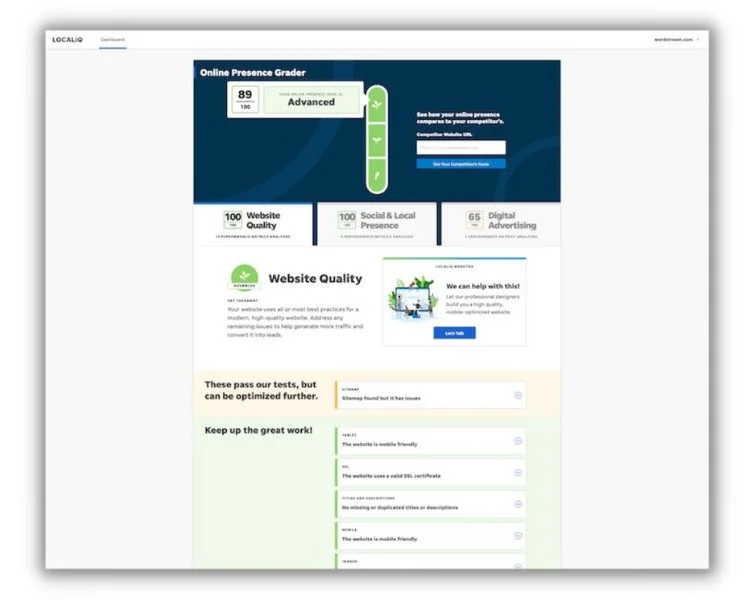 LOCALiQ
Dashboard
wordstream.com
Online Presence Grader
89
100
YOUR ONLINE PRESENCE LEVEL IS
Advanced
See how your online presence
compares to your competitor's.
Competitor Website URL
See Your Competitor's Score
100
100
Website
Quality
PERFORMANCE METRICS ANALYZED
100
100
Social & Local
Presence
PERFORMANCE METRICS ANALYZED
65
100
Digital
Advertising
PERFORMANCE METRICS ANALYZED
ADVANCED
Website Quality
KEY TAKEAWAY
Your website uses all or most best practices for a
modern, high-quality website. Address any
remaining issues to help generate more traffic and
convert it into leads.
LOCALiQ WEBSITES
We can help with this!
Let our professional designers
build you a high quality,
mobile-optimized website.
Let's Talk
These pass our tests, but
can be optimized further.
SITEMAP
Sitemap found but it has issues
Keep up the great work!
TABLES
The website is mobile friendly
SSL
The website uses a valid SSL certificate
TITLES AND DESCRIPTIONS
No missing or duplicated titles or descriptions
MOBILE
The website is mobile friendly
IMAGES